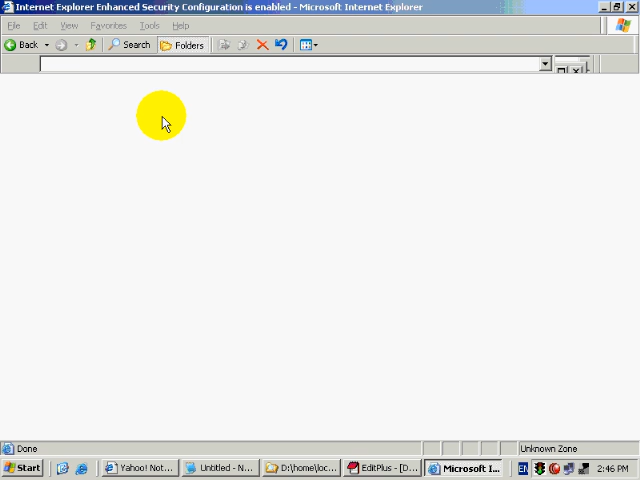 Internet Explorer Enhanced Security Configuration is enabled - Microsoft Internet Explorer
File Edit View Favorites Tools Help
Back Search Folders
Done Unknown Zone
Start Yahoo! Not... Untitled - N... D:\home\loc... EditPlus - [D... Microsoft I... EN 2:46 PM